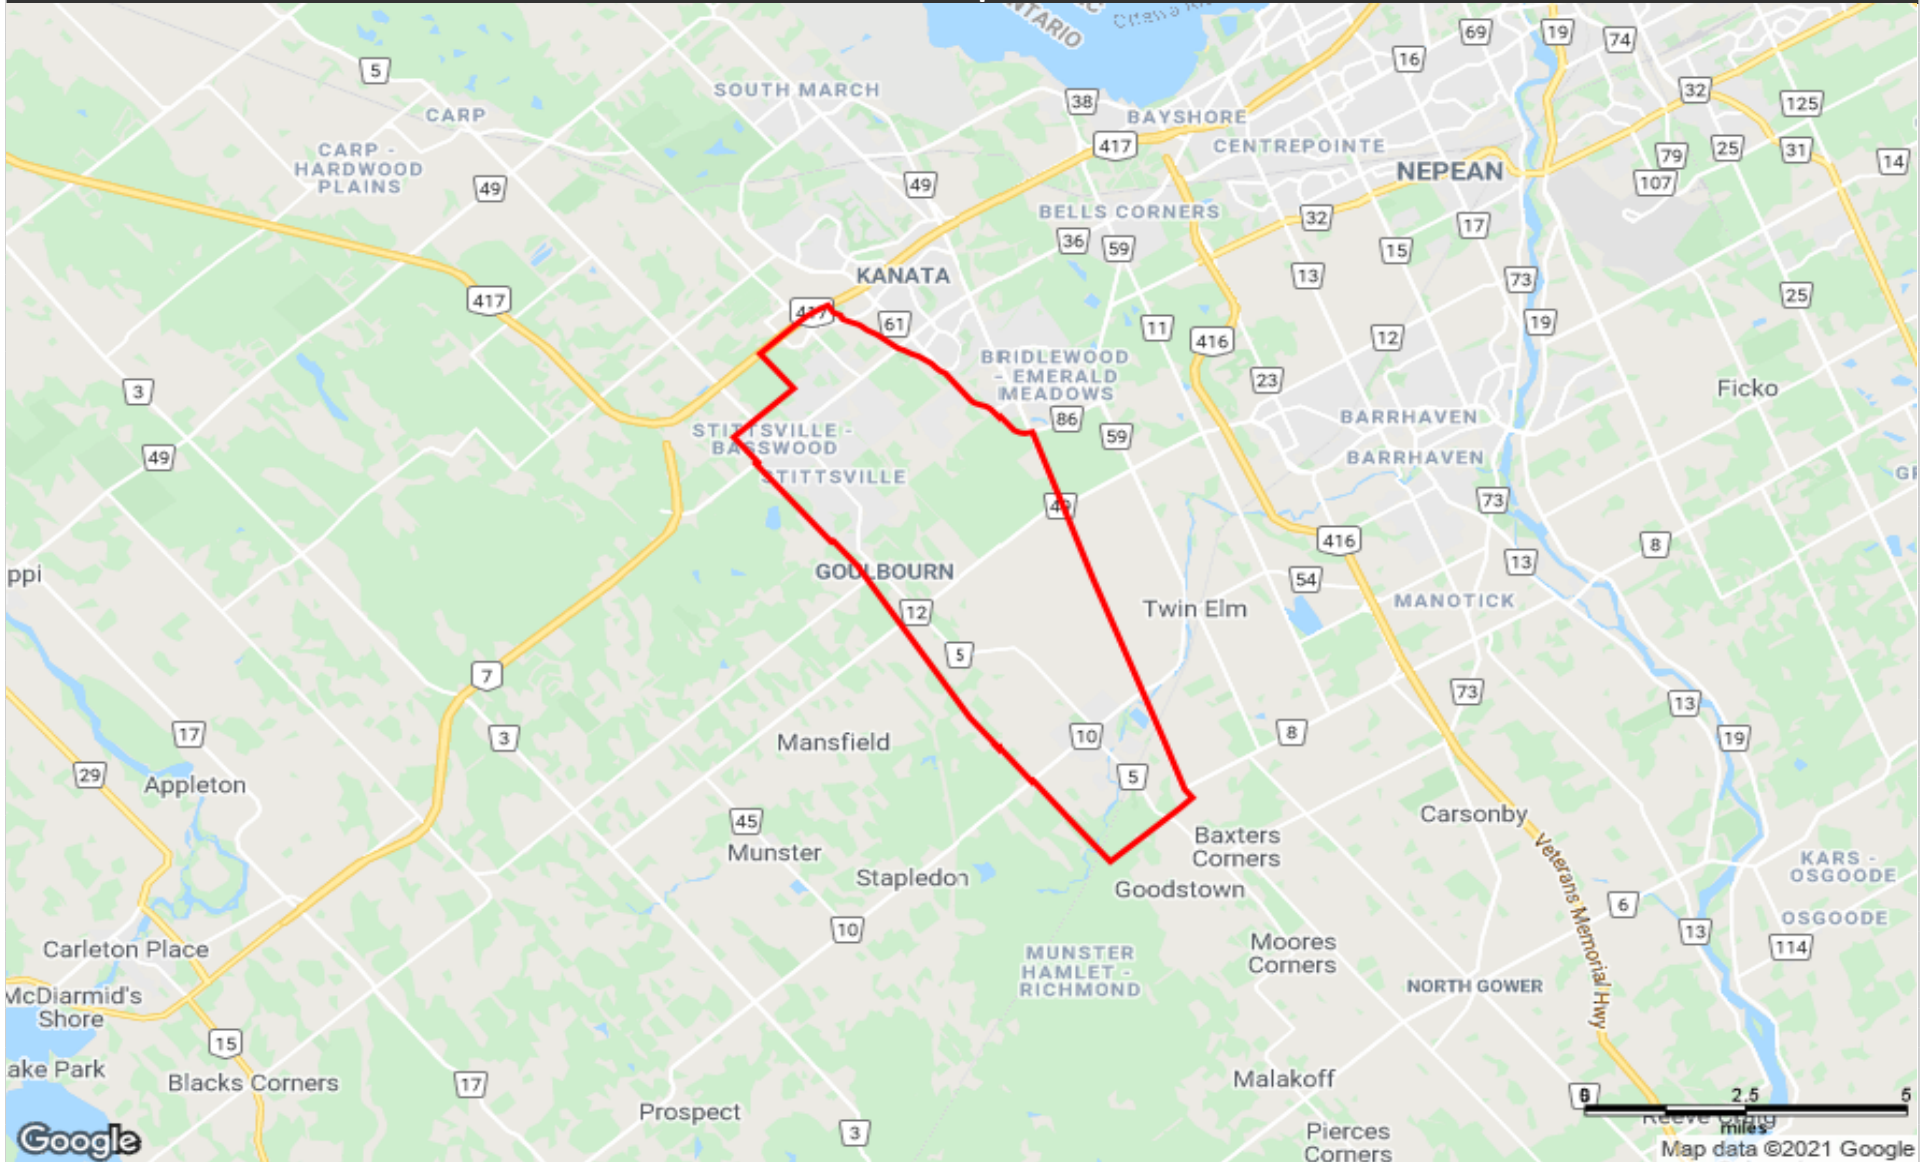 ONTARIO
69
19
74
16
5
SOUTH MARCH
32
38
125
CARP
BAYSHORE
417
CENTREPOINTE
31
25
CARP -
HARDWOOD
PLAINS
79
14
NEPEAN
49
49
107
BELLS CORNERS
32
17
36
59
15
KANATA
13
73
25
417
417
61
19
11
12
416
BRIDLEWOOD
- EMERALD
MEADOWS
23
Ficko
3
86
BARRHAVEN
STITTSVILLE -
BASSWOOD
59
49
BARRHAVEN
STITTSVILLE
73
49
416
8
13
ppi
GOULBOURN
54
MANOTICK
12
Twin Elm
5
7
73
13
17
3
Mansfield
10
8
19
29
5
Appleton
Carsonby
45
Baxters
Corners
Munster
Veterans Memorial Hwy
KARS -
OSGOODE
Stapledon
Goodstown
6
OSGOODE
10
13
Carleton Place
Moores
Corners
114
MUNSTER
HAMLET -
RICHMOND
NORTH GOWER
McDiarmid's
Shore
15
ake Park
Blacks Corners
17
Malakoff
2.5
5
Prospect
miles
3
Pierces
Corners
Google
Map data ©2021 Google